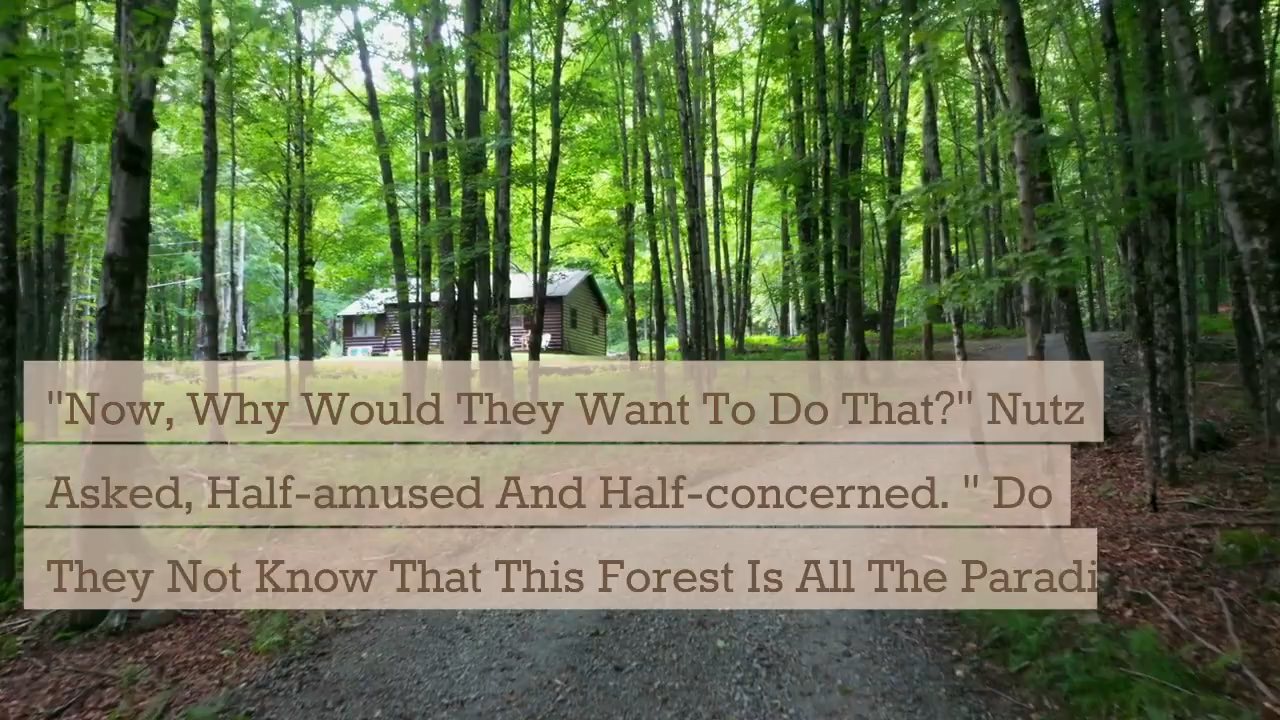 "Now, Why Would They Want To Do That?" Nutz
Asked, Half-amused And Half-concerned. " Do
They Not Know That This Forest Is All The Paradi